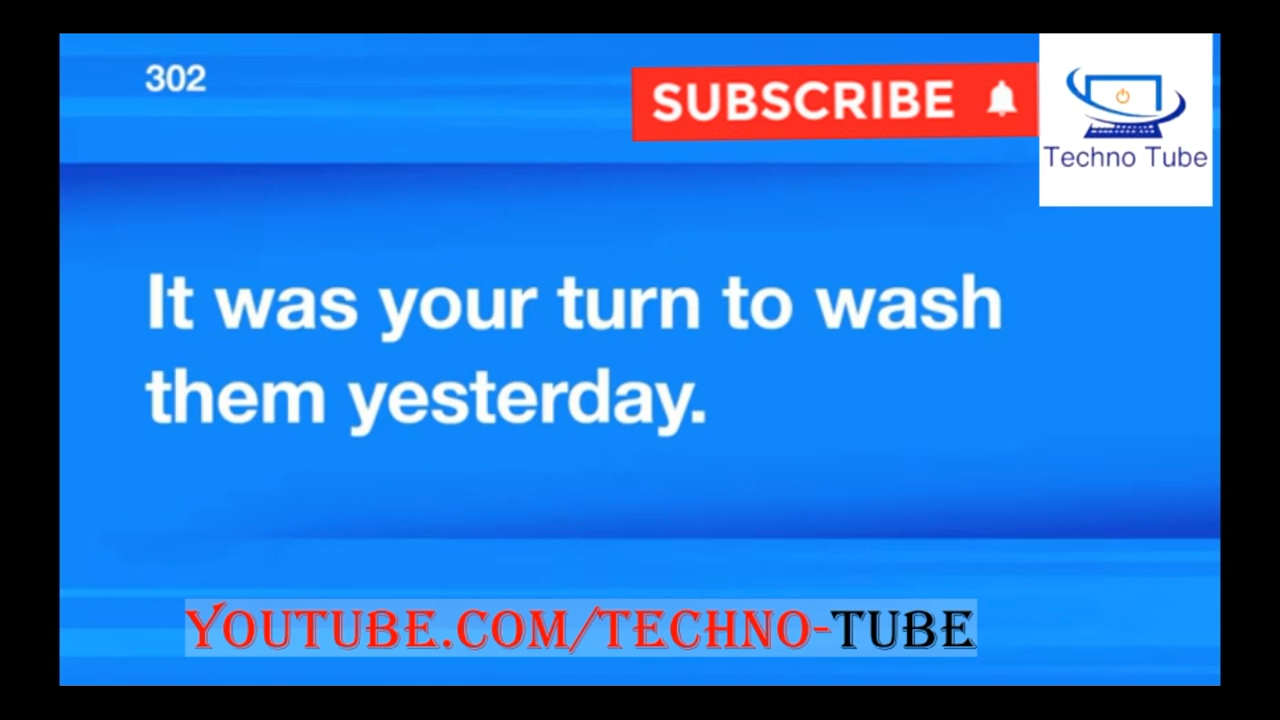 302
SUBSCRIBE
Techno Tube
It was your turn to wash
them yesterday.
YOUTUBE.COM/TECHNO-TUBE